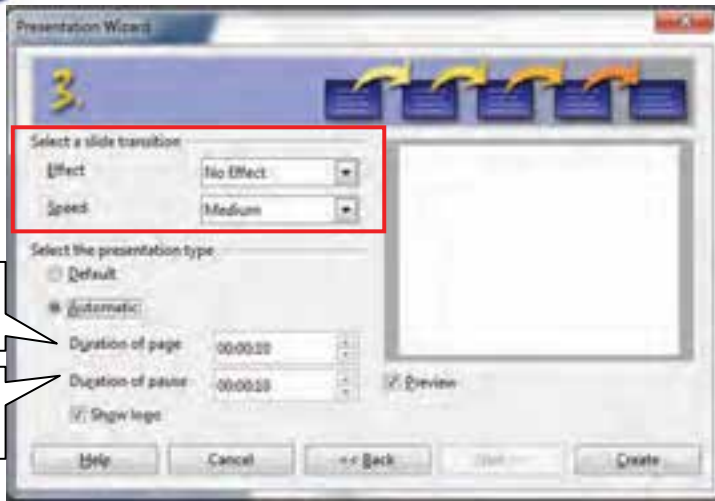 Presentation Wizard
3.
Select a slide transition
Effect No Effect
Speed Medium
Select the presentation type
Default
Automatic
Duration of page 00:00:10
Duration of pause 00:00:10
Preview
Show logo
Help Cancel << Back Next >> Create